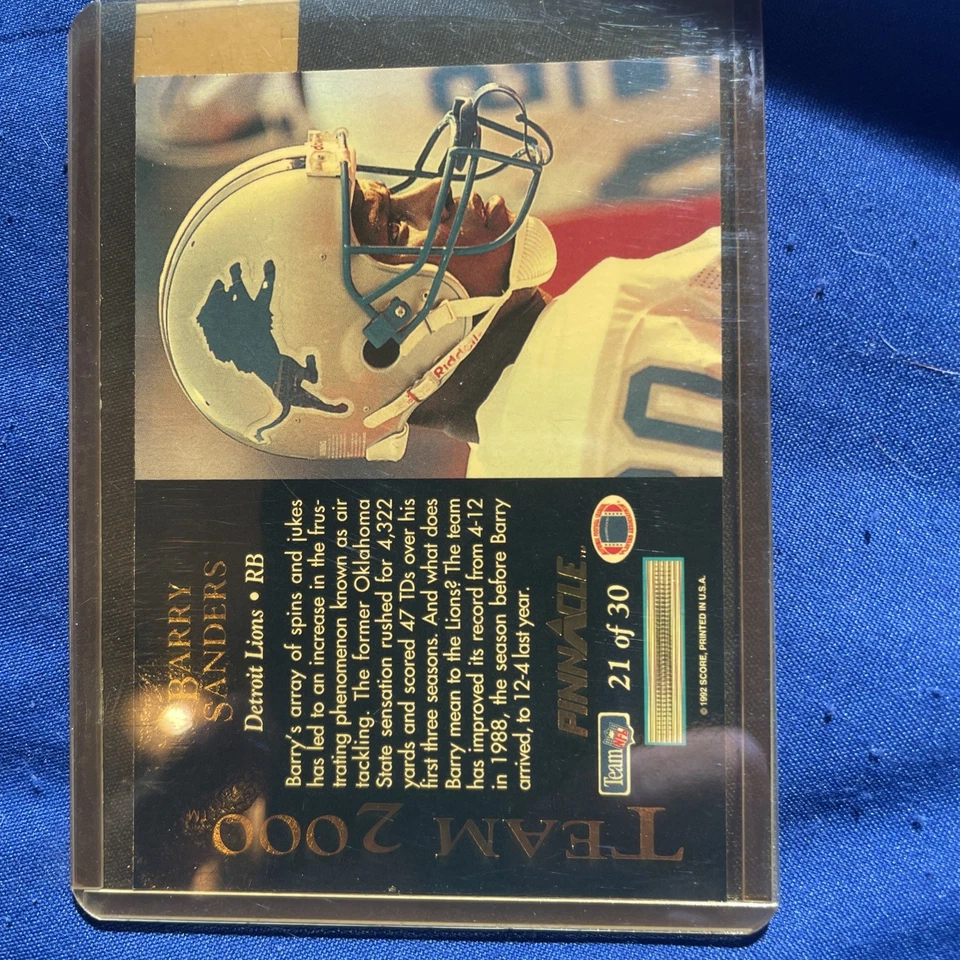 BARRY
SANDERS
Detroit Lions • RB
Barry's array of spins and jukes
has led to an increase in the frus-
trating phenomenon known as air
tackling. The former Oklahoma
State sensation rushed for 4,322
yards and scored 47 TDs over his
first three seasons. And what does
Barry mean to the Lions? The team
has improved its record from 4-12
in 1988, the season before Barry
arrived, to 12-4 last year.
PINNACLE™
Team NFL
21 of 30
© 1992 SCORE, PRINTED IN U.S.A.
TEAM 2000
Riddell